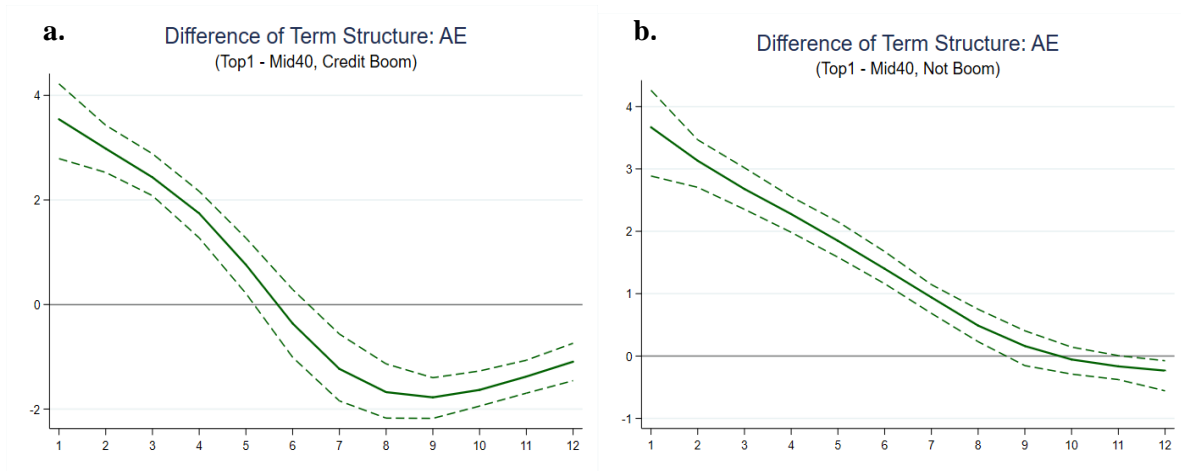 a.
Difference of Term Structure: AE
(Top1 - Mid40, Credit Boom)
4
2
0
-2
1 2 3 4 5 6 7 8 9 10 11 12
b.
Difference of Term Structure: AE
(Top1 - Mid40, Not Boom)
4
3
2
1
0
-1
1 2 3 4 5 6 7 8 9 10 11 12